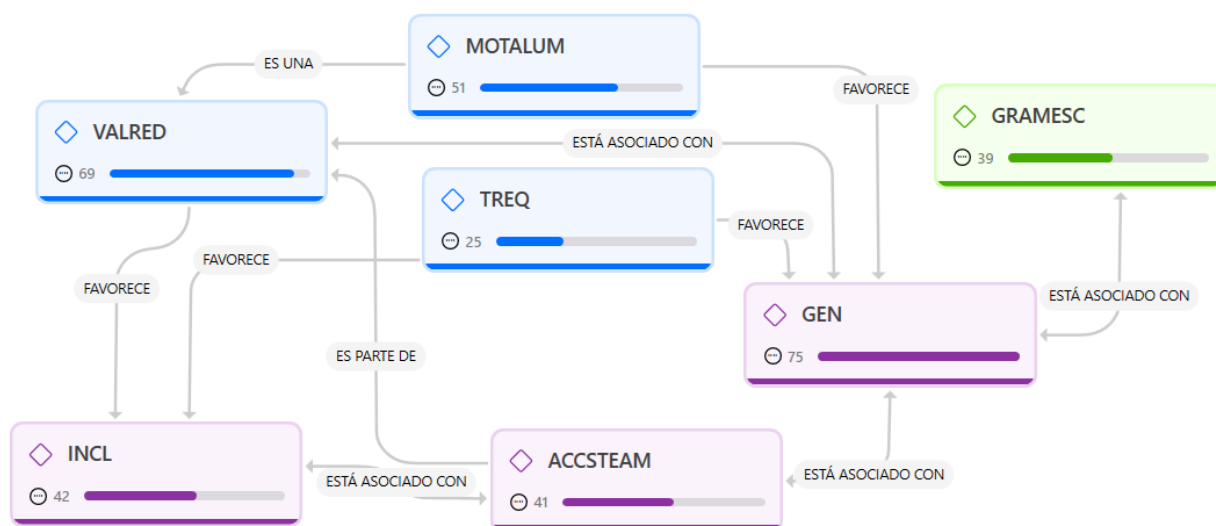 MOTALUM
51
ES UNA
FAVORECE
VALRED
69
GRAMESC
39
ESTÁ ASOCIADO CON
TREQ
25
FAVORECE
FAVORECE
FAVORECE
GEN
75
ESTÁ ASOCIADO CON
ES PARTE DE
INCL
42
ACCSTEAM
41
ESTÁ ASOCIADO CON
ESTÁ ASOCIADO CON